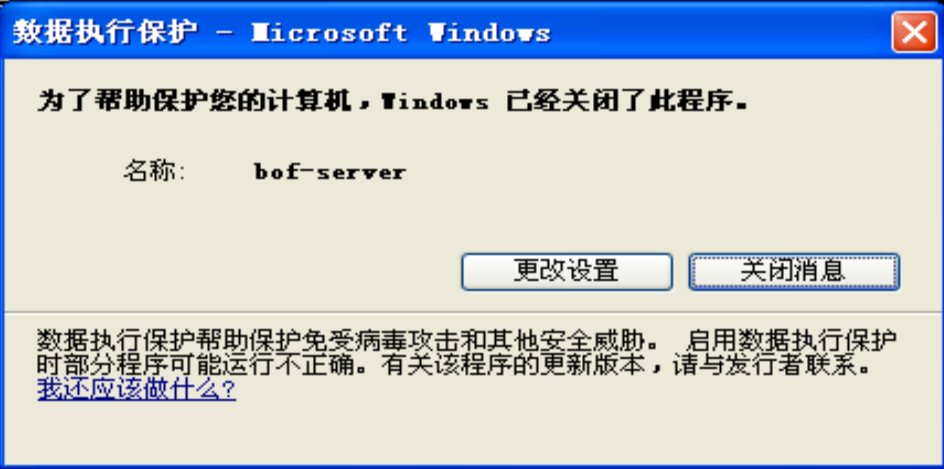 数据执行保护 - Microsoft Windows
为了帮助保护您的计算机，Windows 已经关闭了此程序。
名称: bof-server
更改设置 关闭消息
数据执行保护帮助保护免受病毒攻击和其他安全威胁。 启用数据执行保护
时部分程序可能运行不正确。有关该程序的更新版本，请与发行者联系。
我还应该做什么?